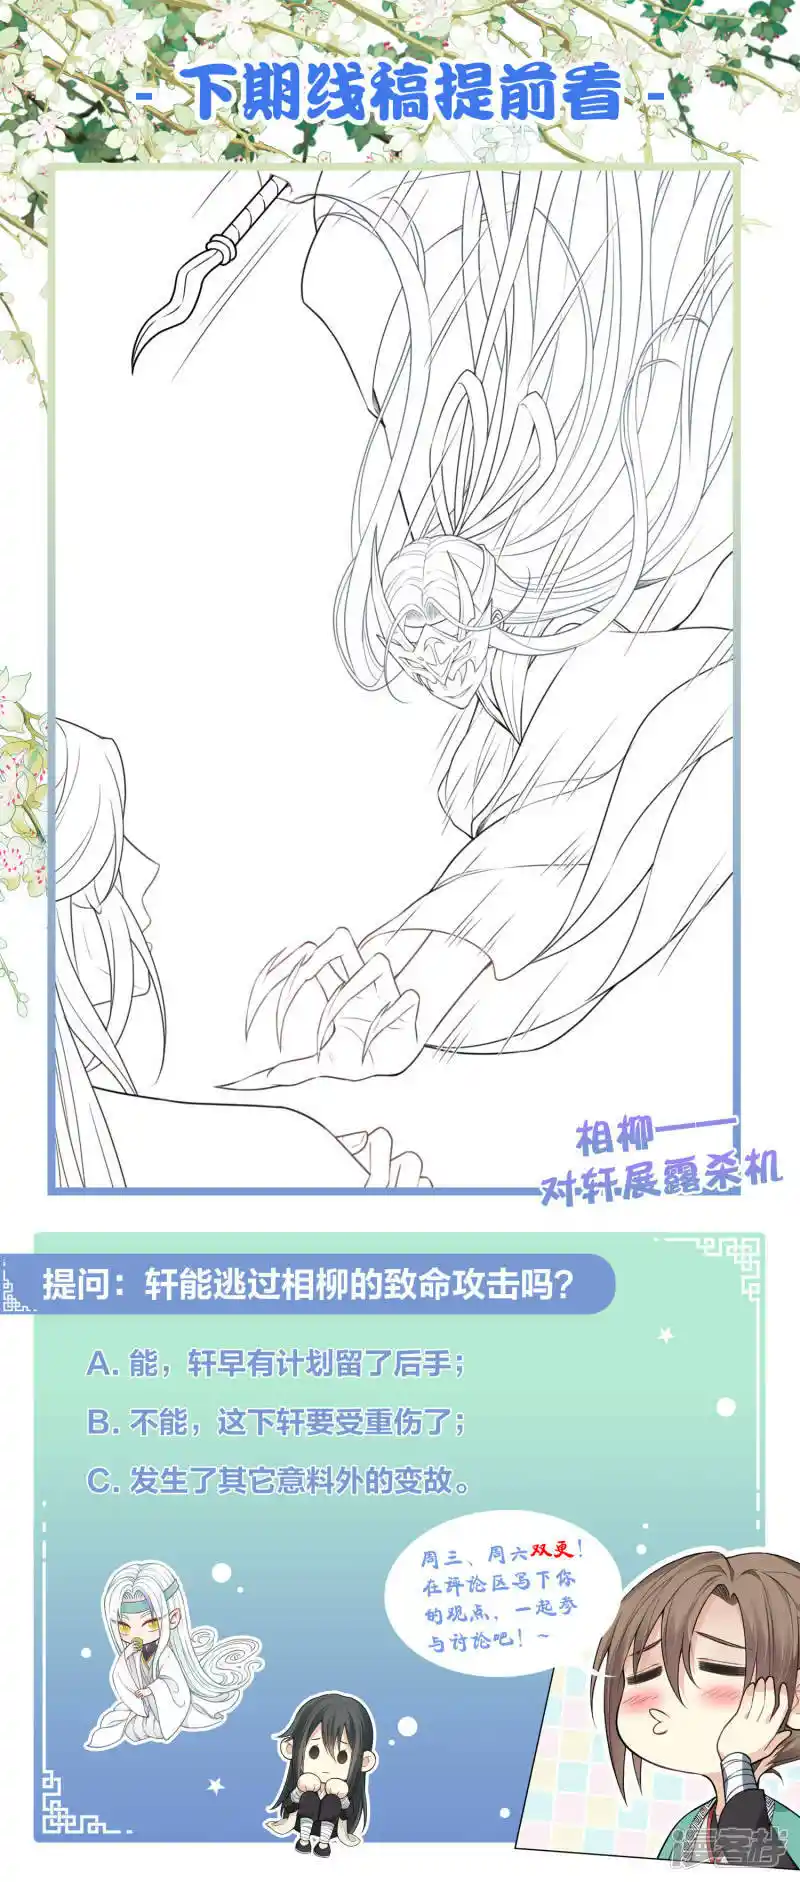 - 下期线稿提前看 -
相柳——
对轩展露杀机
提问：轩能逃过相柳的致命攻击吗？
A. 能，轩早有计划留了后手；
B. 不能，这下轩要受重伤了；
C. 发生了其它意料外的变故。
周三、周六双更！
在评论区写下你
的观点，一起参
与讨论吧！~
漫客栈